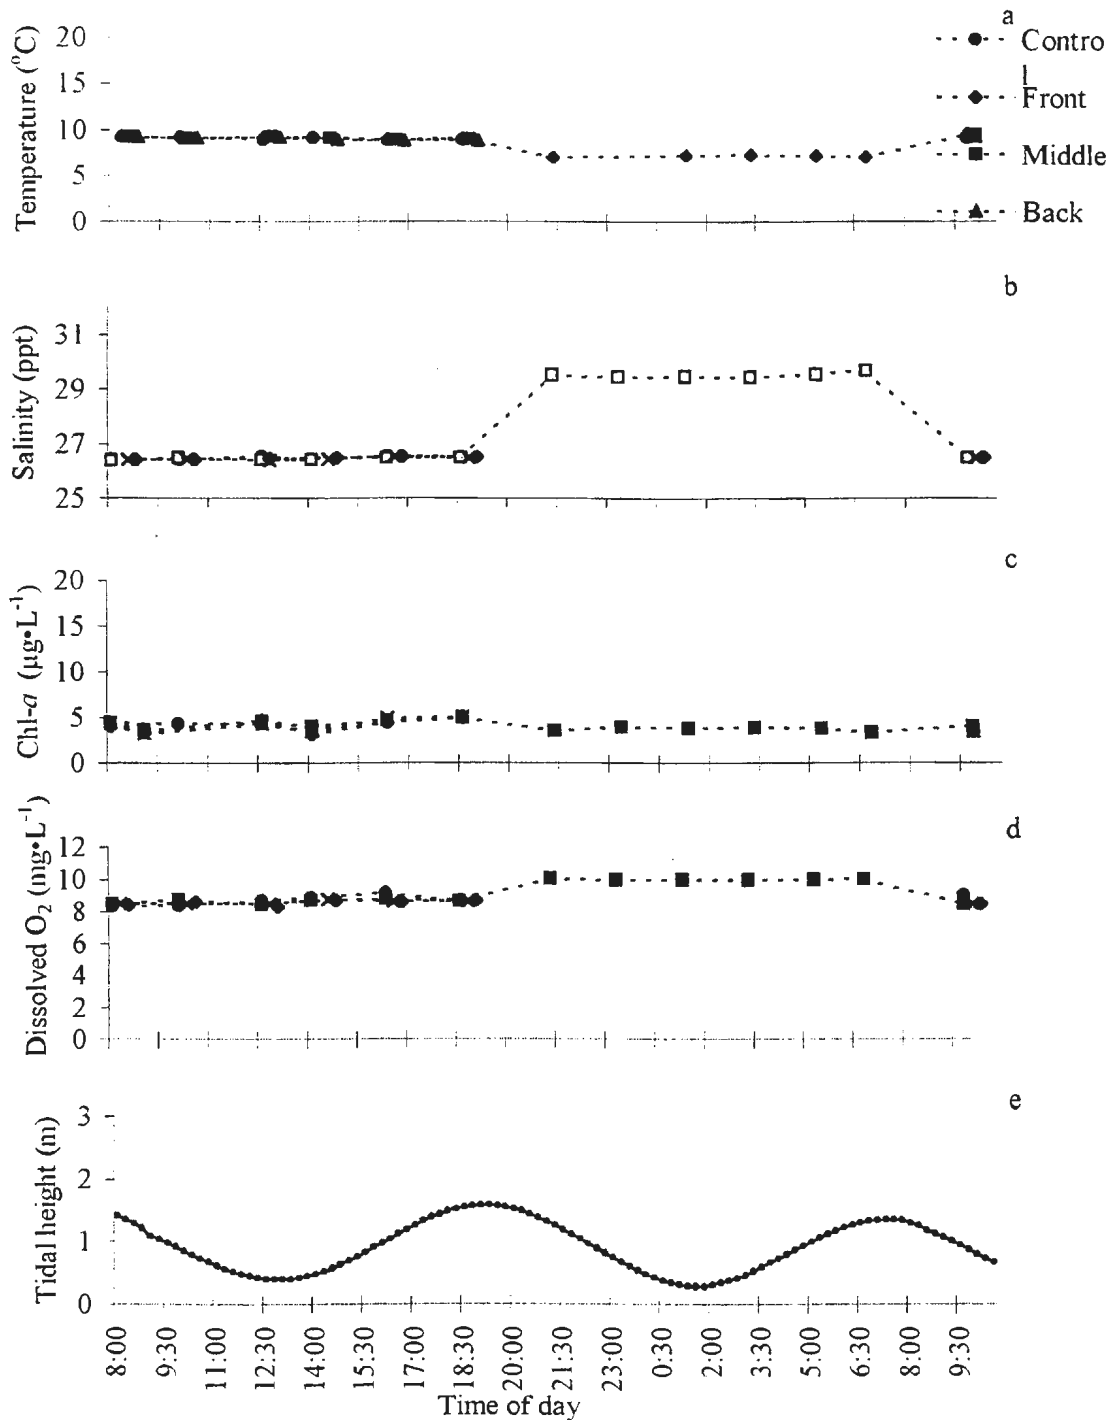 a
Temperature (°C)
20
15
10
5
0
Contro
l
Front
Middle
Back
b
Salinity (ppt)
31
29
27
25
c
Chl-a (µg•L⁻¹)
20
15
10
5
0
d
Dissolved O₂ (mg•L⁻¹)
12
10
8
6
4
2
0
e
Tidal height (m)
3
2
1
0
8:00
9:30
11:00
12:30
14:00
15:30
17:00
18:30
20:00
21:30
23:00
0:30
2:00
3:30
5:00
6:30
8:00
9:30
Time of day